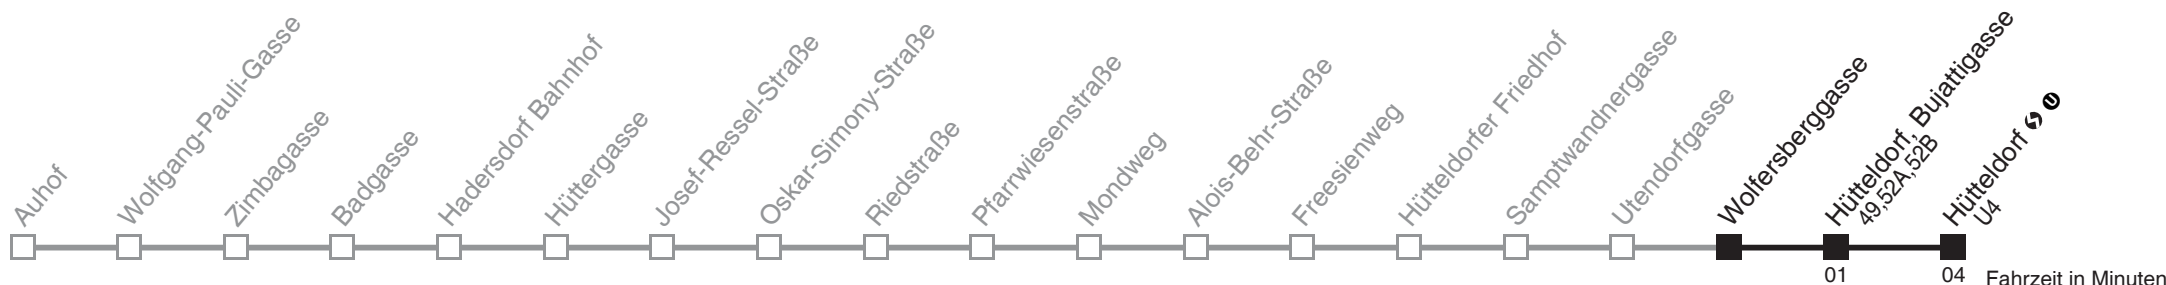 Auhof
Wolfgang-Pauli-Gasse
Zimbagasse
Badgasse
Hadersdorf Bahnhof
Hüttergasse
Josef-Ressel-Straße
Oskar-Simony-Straße
Riedstraße
Pfarrwiesenstraße
Mondweg
Alois-Behr-Straße
Freesienweg
Hütteldorfer Friedhof
Samptwandnergasse
Utendorfgasse
Wolfersberggasse
Hütteldorf, Bujattigasse
49,52A,52B
Hütteldorf S U
U4
01
04
Fahrzeit in Minuten